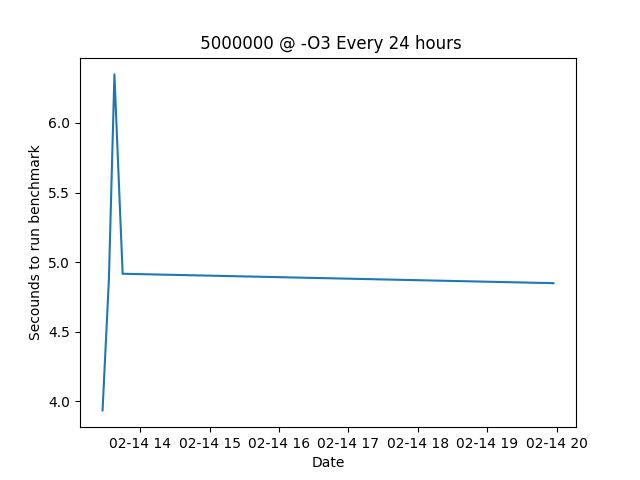 5000000 @ -O3 Every 24 hours
Secounds to run benchmark
6.0
5.5
5.0
4.5
4.0
02-14 14 02-14 15 02-14 16 02-14 17 02-14 18 02-14 19 02-14 20
Date